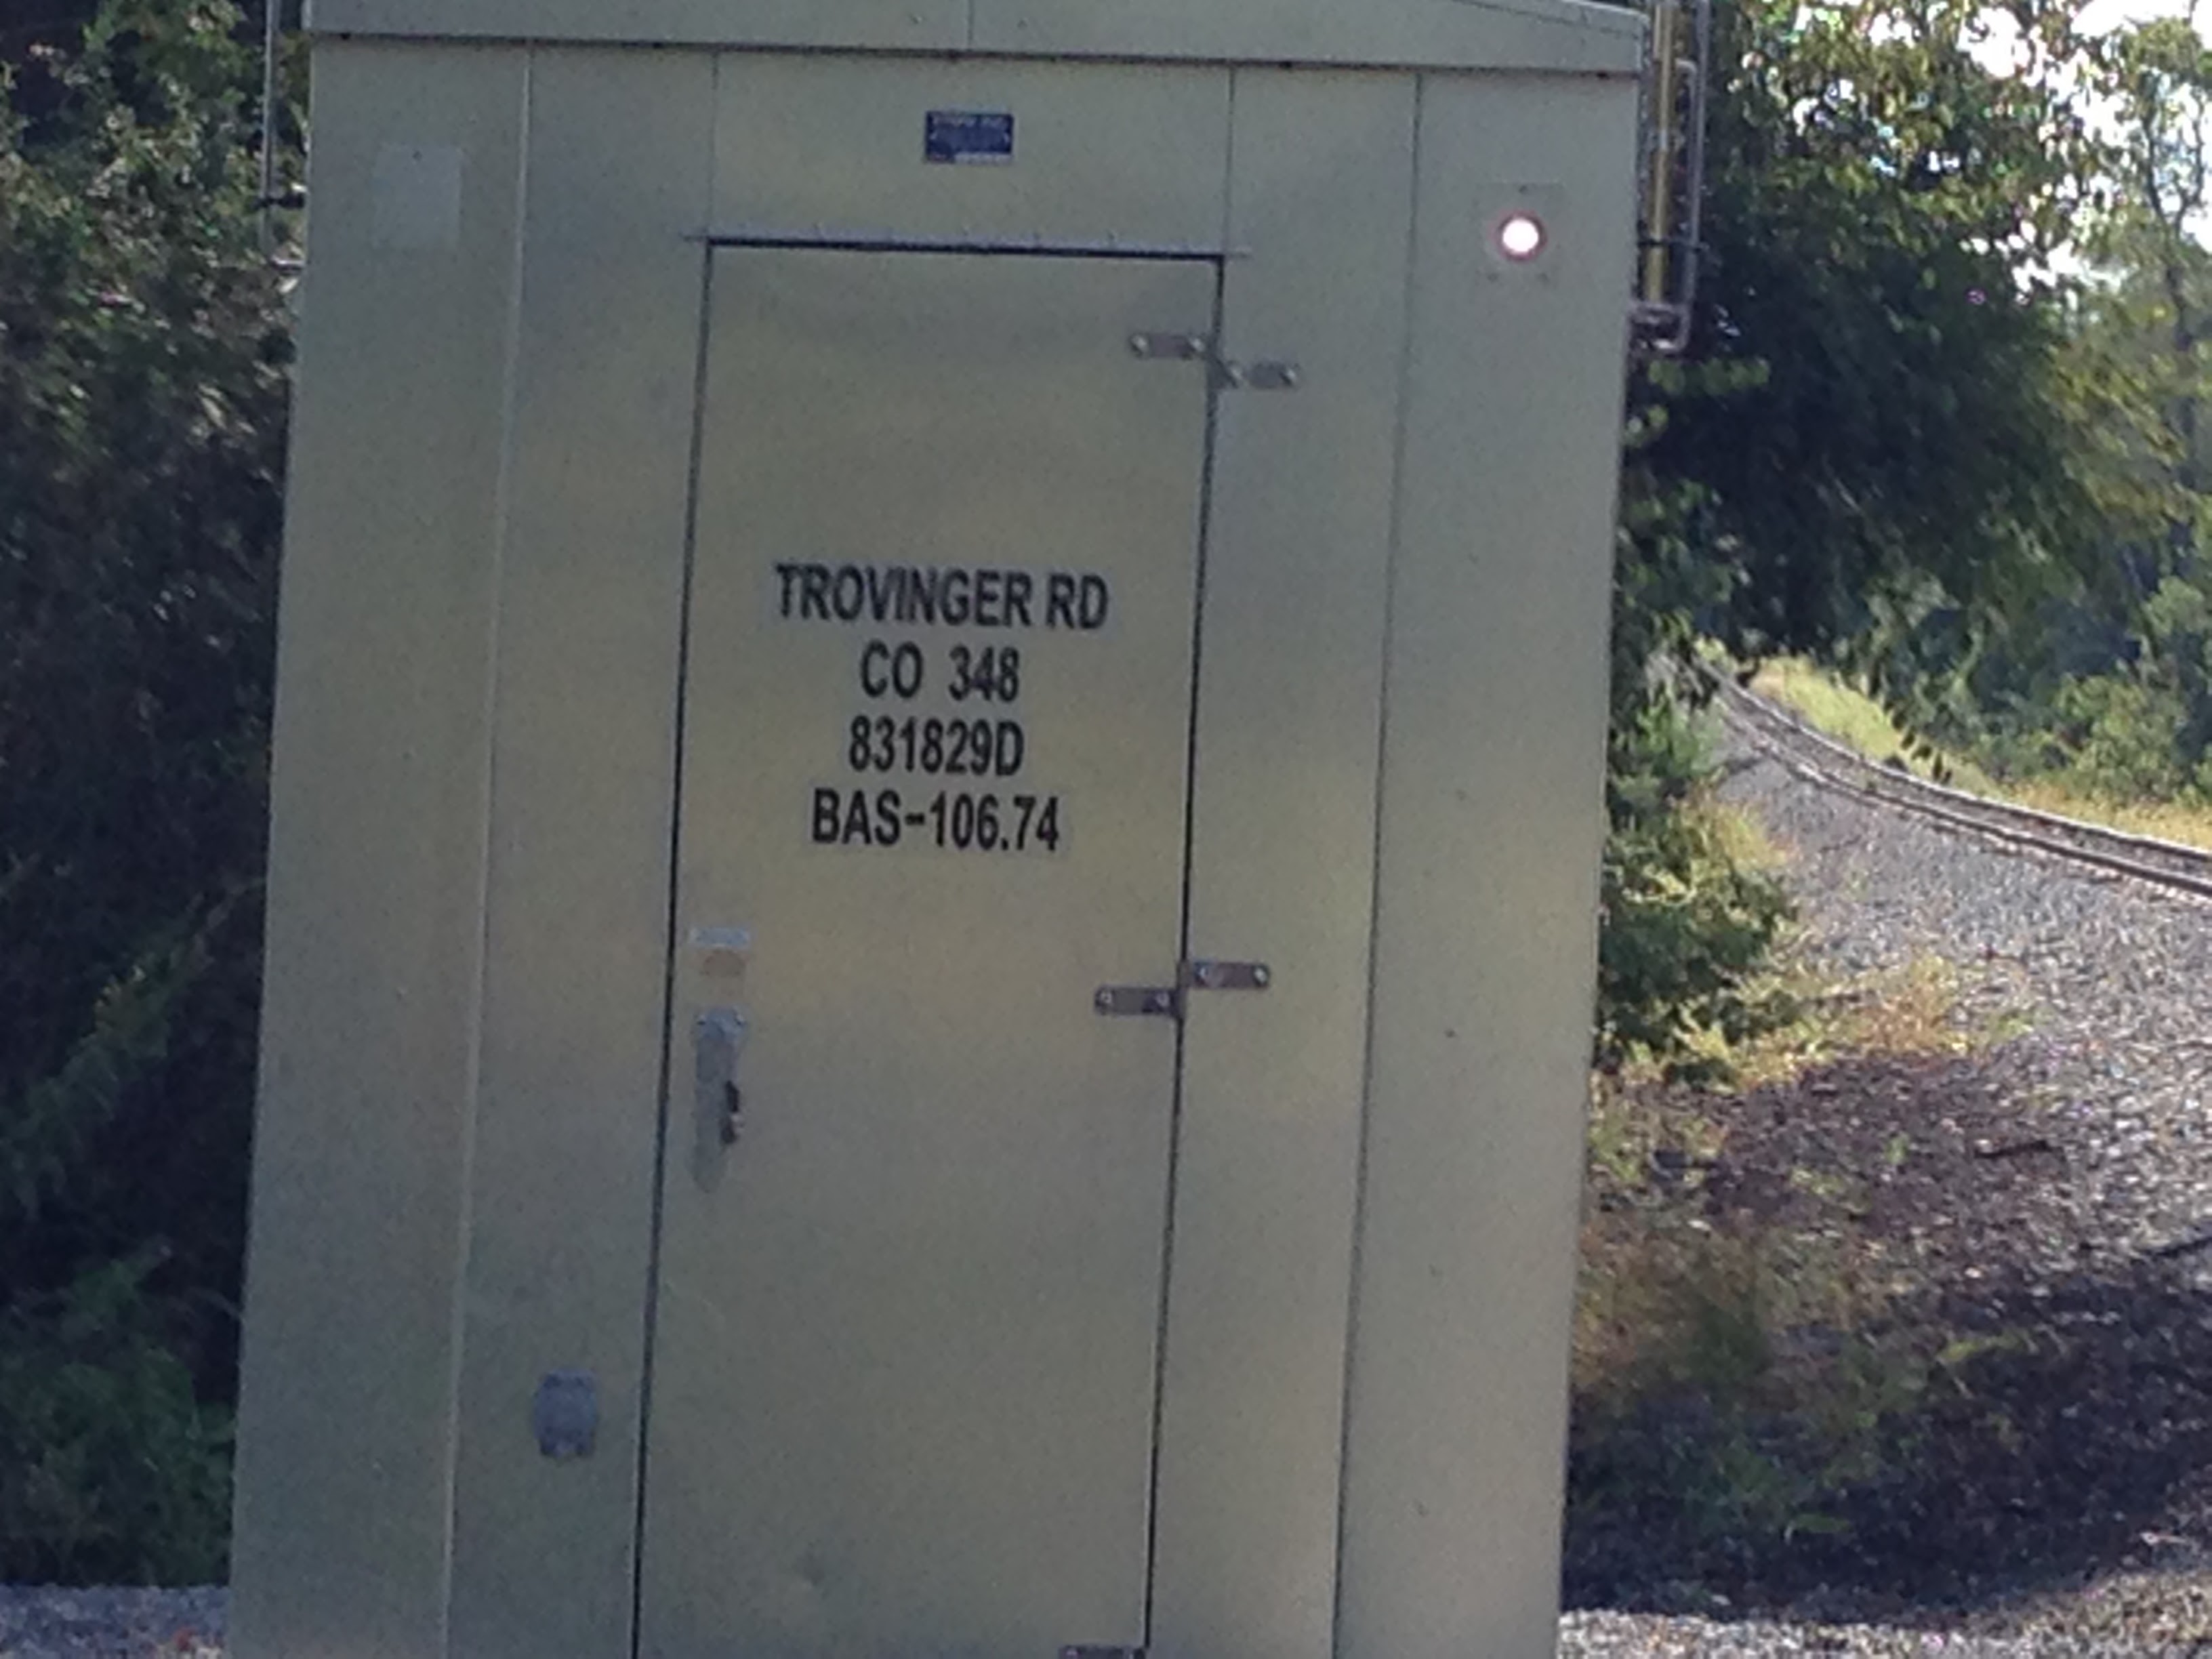 TROVINGER RD
CO 348
831829D
BAS-106.74